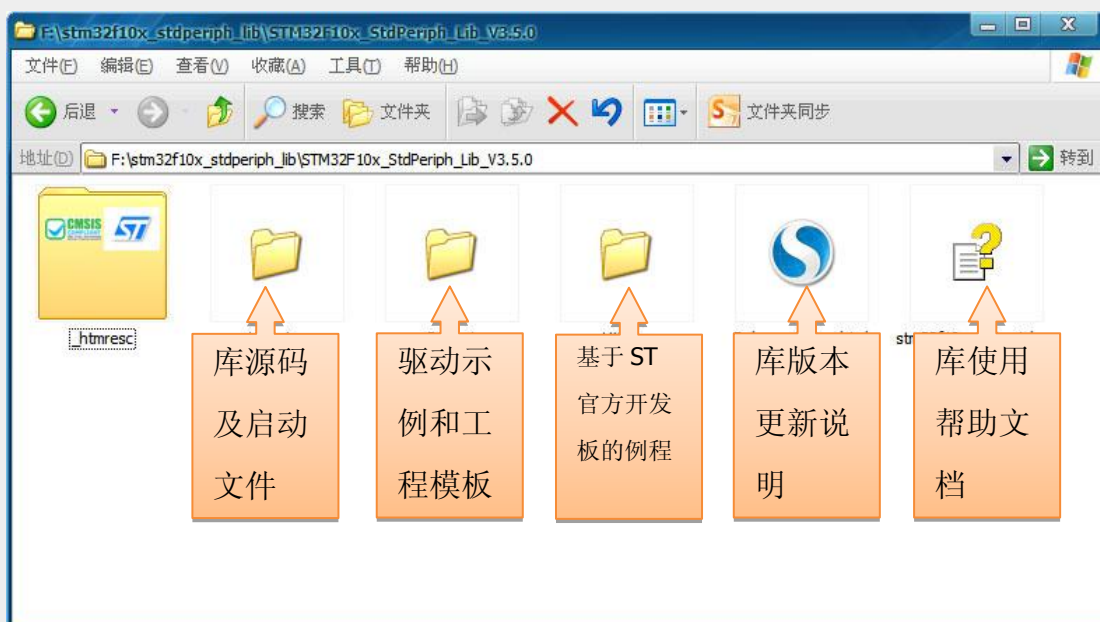 F:\stm32f10x_stdperiph_lib\STM32F10x_StdPeriph_Lib_V3.5.0
文件(F) 编辑(E) 查看(V) 收藏(A) 工具(T) 帮助(H)
后退 搜索 文件夹 文件夹同步
地址(D) F:\stm32f10x_stdperiph_lib\STM32F10x_StdPeriph_Lib_V3.5.0 转到
CMSIS
ST
_htmresc
库源码
及启动
文件
驱动示
例和工
程模板
基于 ST
官方开发
板的例程
库版本
更新说
明
库使用
帮助文
档